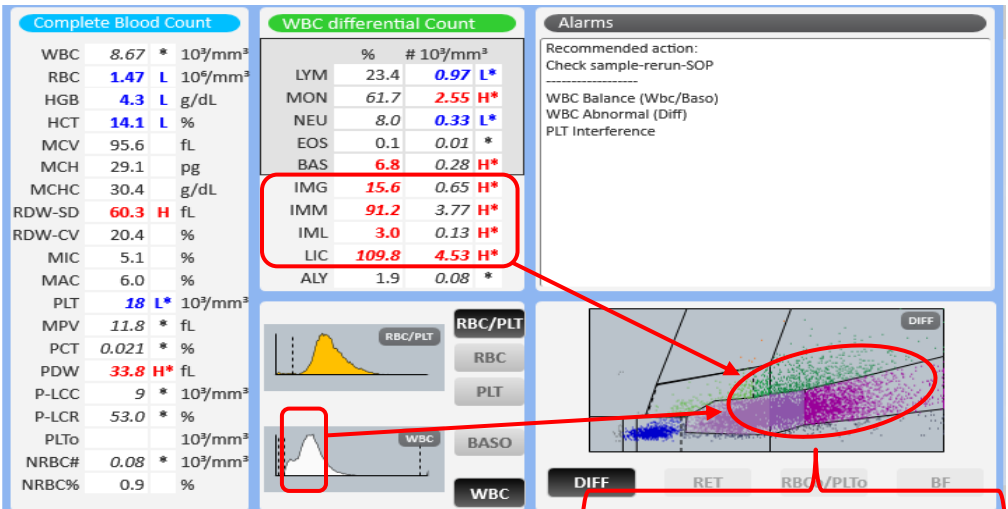 Complete Blood Count
WBC 8.67 * 10³/mm³
RBC 1.47 L 10⁶/mm³
HGB 4.3 L g/dL
HCT 14.1 L %
MCV 95.6 fL
MCH 29.1 pg
MCHC 30.4 g/dL
RDW-SD 60.3 H fL
RDW-CV 20.4 %
MIC 5.1 %
MAC 6.0 %
PLT 18 L* 10³/mm³
MPV 11.8 * fL
PCT 0.021 * %
PDW 33.8 H* fL
P-LCC 9 * 10³/mm³
P-LCR 53.0 * %
PLTo 10³/mm³
NRBC# 0.08 * 10³/mm³
NRBC% 0.9 %
WBC differential Count
% # 10³/mm³
LYM 23.4 0.97 L*
MON 61.7 2.55 H*
NEU 8.0 0.33 L*
EOS 0.1 0.01 *
BAS 6.8 0.28 H*
IMG 15.6 0.65 H*
IMM 91.2 3.77 H*
IML 3.0 0.13 H*
LIC 109.8 4.53 H*
ALY 1.9 0.08 *
Alarms
Recommended action:
Check sample-rerun-SOP
-------------------
WBC Balance (Wbc/Baso)
WBC Abnormal (Diff)
PLT Interference
RBC/PLT
WBC
RBC/PLT
RBC
PLT
BASO
WBC
DIFF
DIFF RET RBCo/PLTo BF